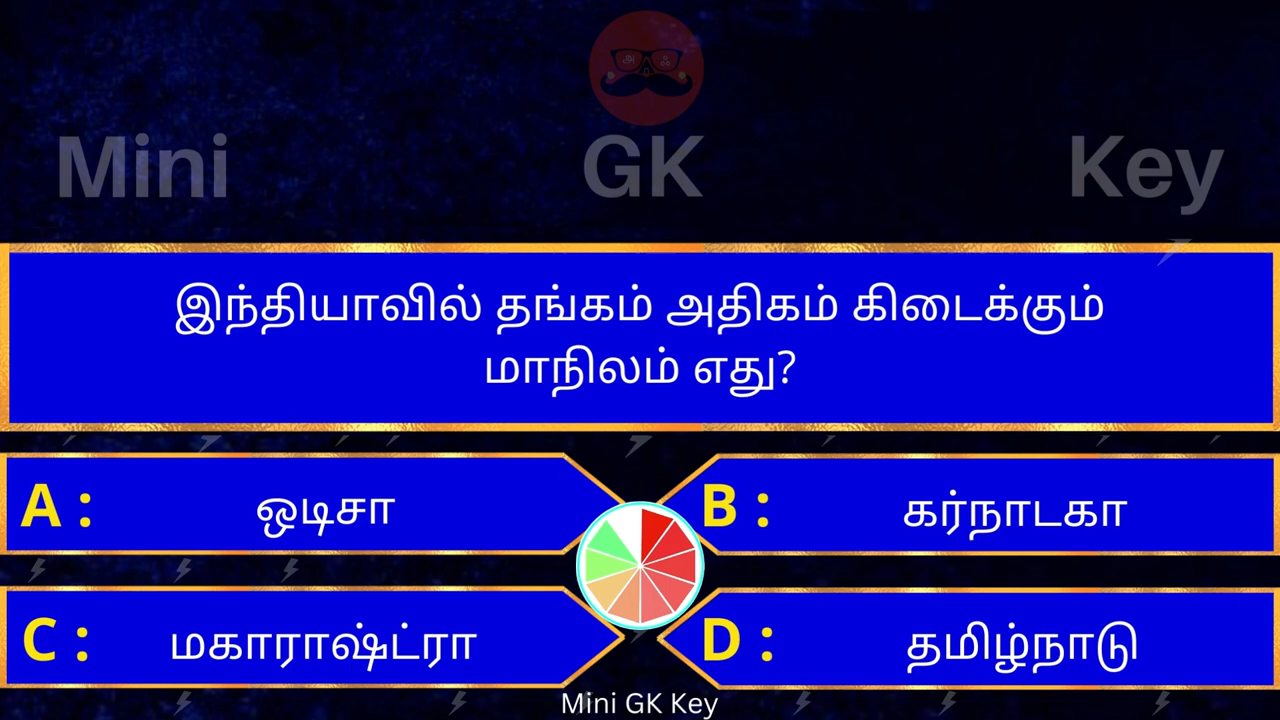 Mini GK Key
இந்தியாவில் தங்கம் அதிகம் கிடைக்கும்
மாநிலம் எது?
A : ஒடிசா
B : கர்நாடகா
C : மகாராஷ்ட்ரா
D : தமிழ்நாடு
Mini GK Key